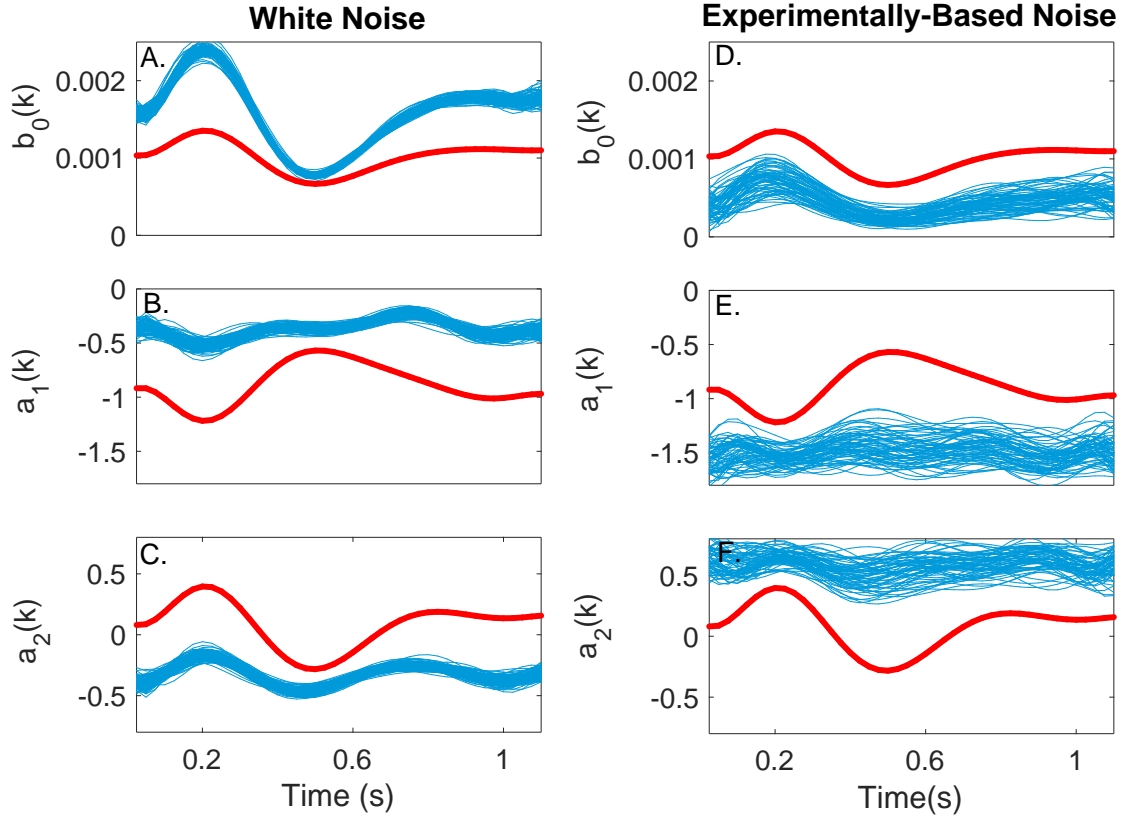 White Noise
Experimentally-Based Noise
A.
b0(k)
0.002
0.001
0
D.
b0(k)
0.002
0.001
0
B.
a1(k)
0
-0.5
-1
-1.5
E.
a1(k)
0
-0.5
-1
-1.5
C.
a2(k)
0.5
0
-0.5
0.2
0.6
1
Time (s)
F.
a2(k)
0.5
0
-0.5
0.2
0.6
1
Time(s)